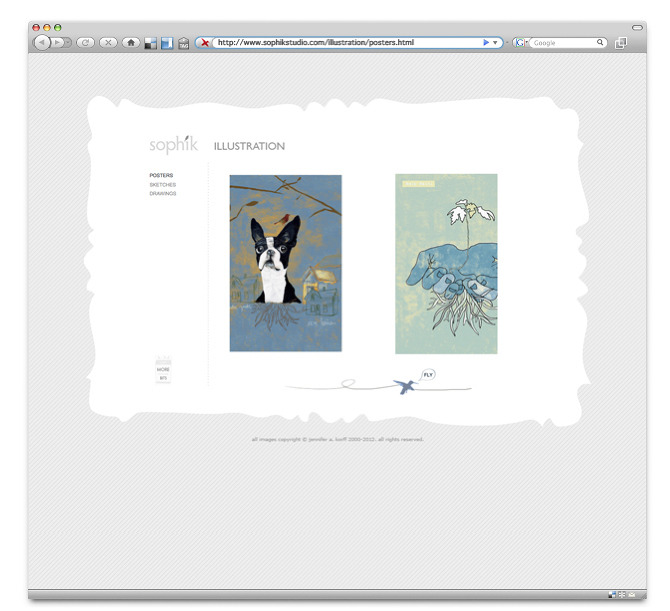 http://www.sophikstudio.com/illustration/posters.html
Google
sophik ILLUSTRATION
POSTERS
SKETCHES
DRAWINGS
MORE
FLY
all images copyright © jennifer a. borff 2000-2012. all rights reserved.